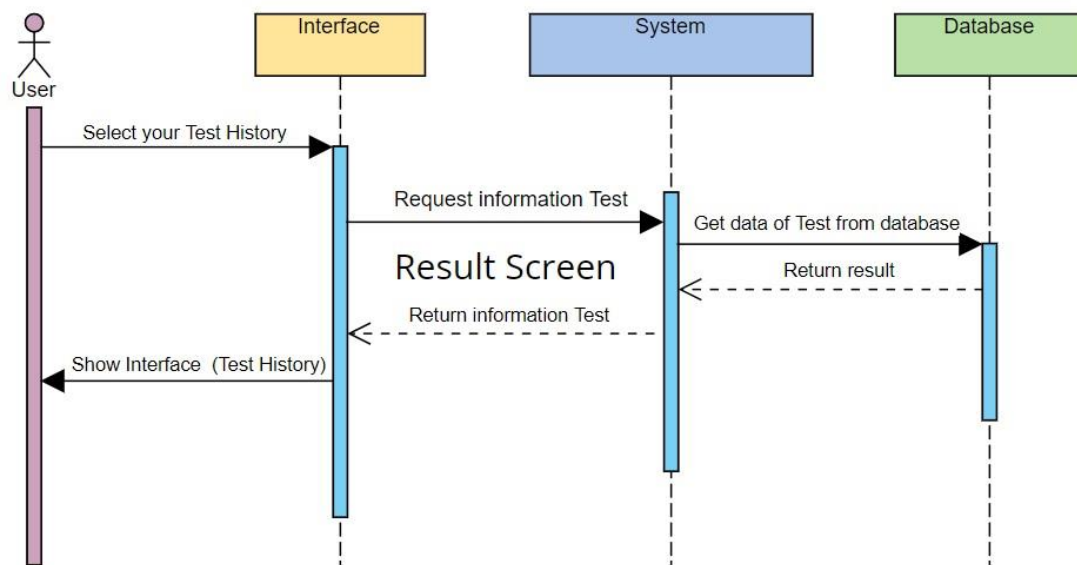 Interface
System
Database
User
Select your Test History
Request information Test
Get data of Test from database
Result Screen
Return result
Return information Test
Show Interface (Test History)